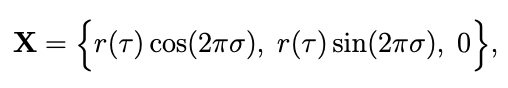 X = {r(τ) cos(2πσ), r(τ) sin(2πσ), 0},